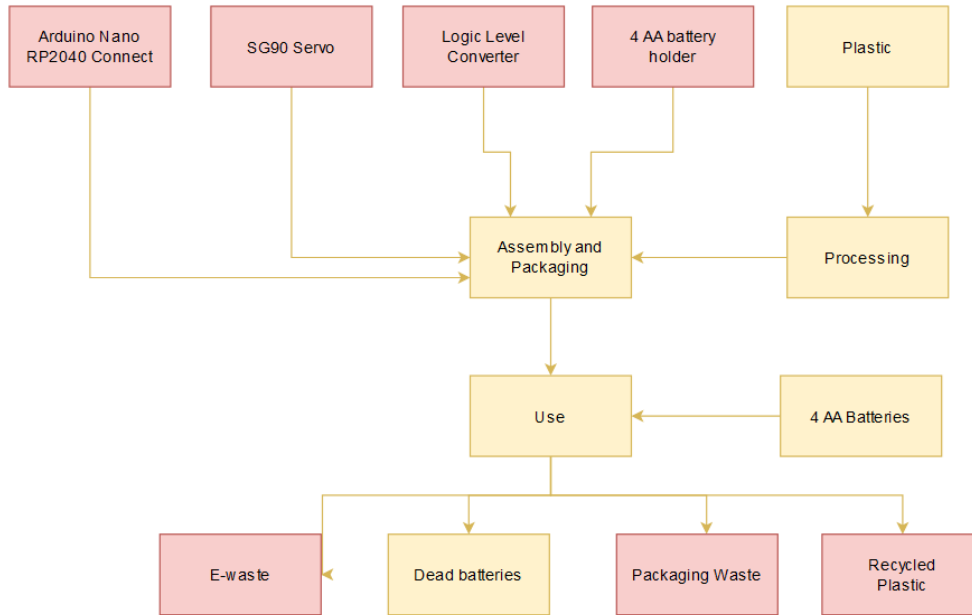 Arduino Nano
RP2040 Connect
SG90 Servo
Logic Level
Converter
4 AA battery
holder
Plastic
Assembly and
Packaging
Processing
Use
4 AA Batteries
E-waste
Dead batteries
Packaging Waste
Recycled
Plastic